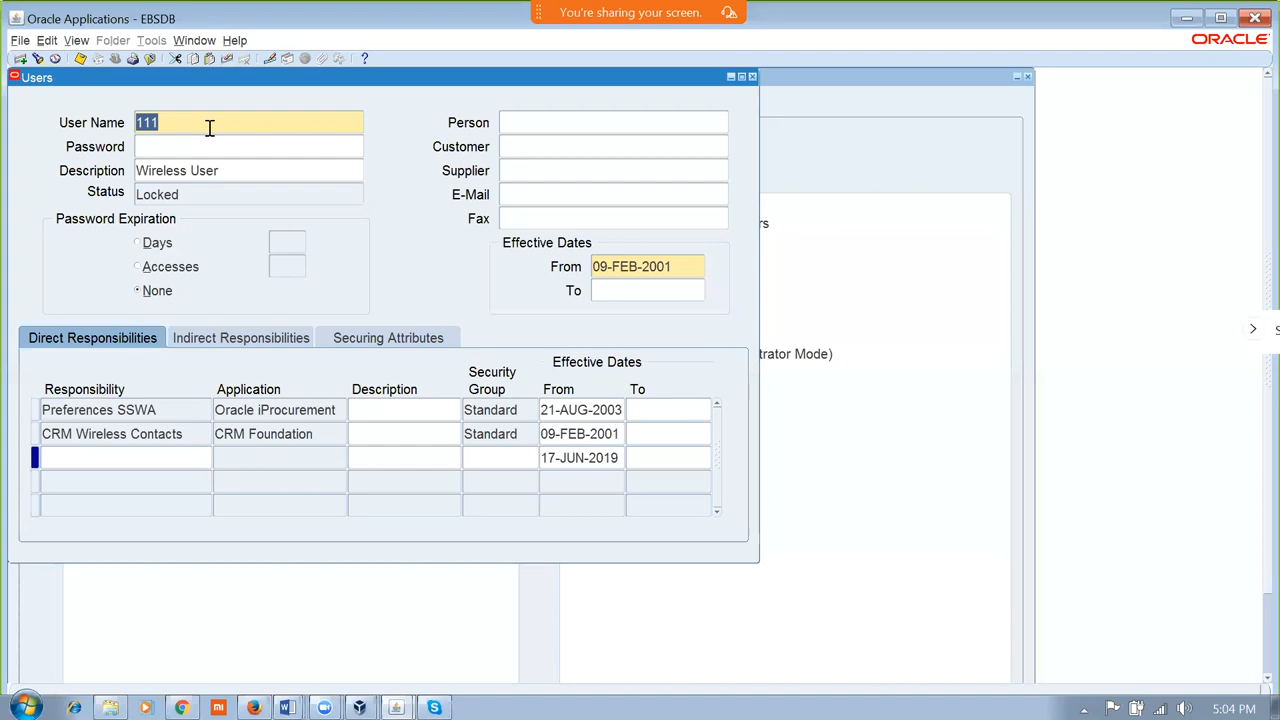 Oracle Applications - EBSDB
You're sharing your screen.
File Edit View Folder Tools Window Help
ORACLE
Users
User Name 111
Password
Description Wireless User
Status Locked
Password Expiration
Days
Accesses
None
Person
Customer
Supplier
E-Mail
Fax
Effective Dates
From 09-FEB-2001
To
rs
trator Mode)
Direct Responsibilities Indirect Responsibilities Securing Attributes
Effective Dates
Responsibility Application Description Security Group From To
Preferences SSWA Oracle iProcurement Standard 21-AUG-2003
CRM Wireless Contacts CRM Foundation Standard 09-FEB-2001
17-JUN-2019
5:04 PM